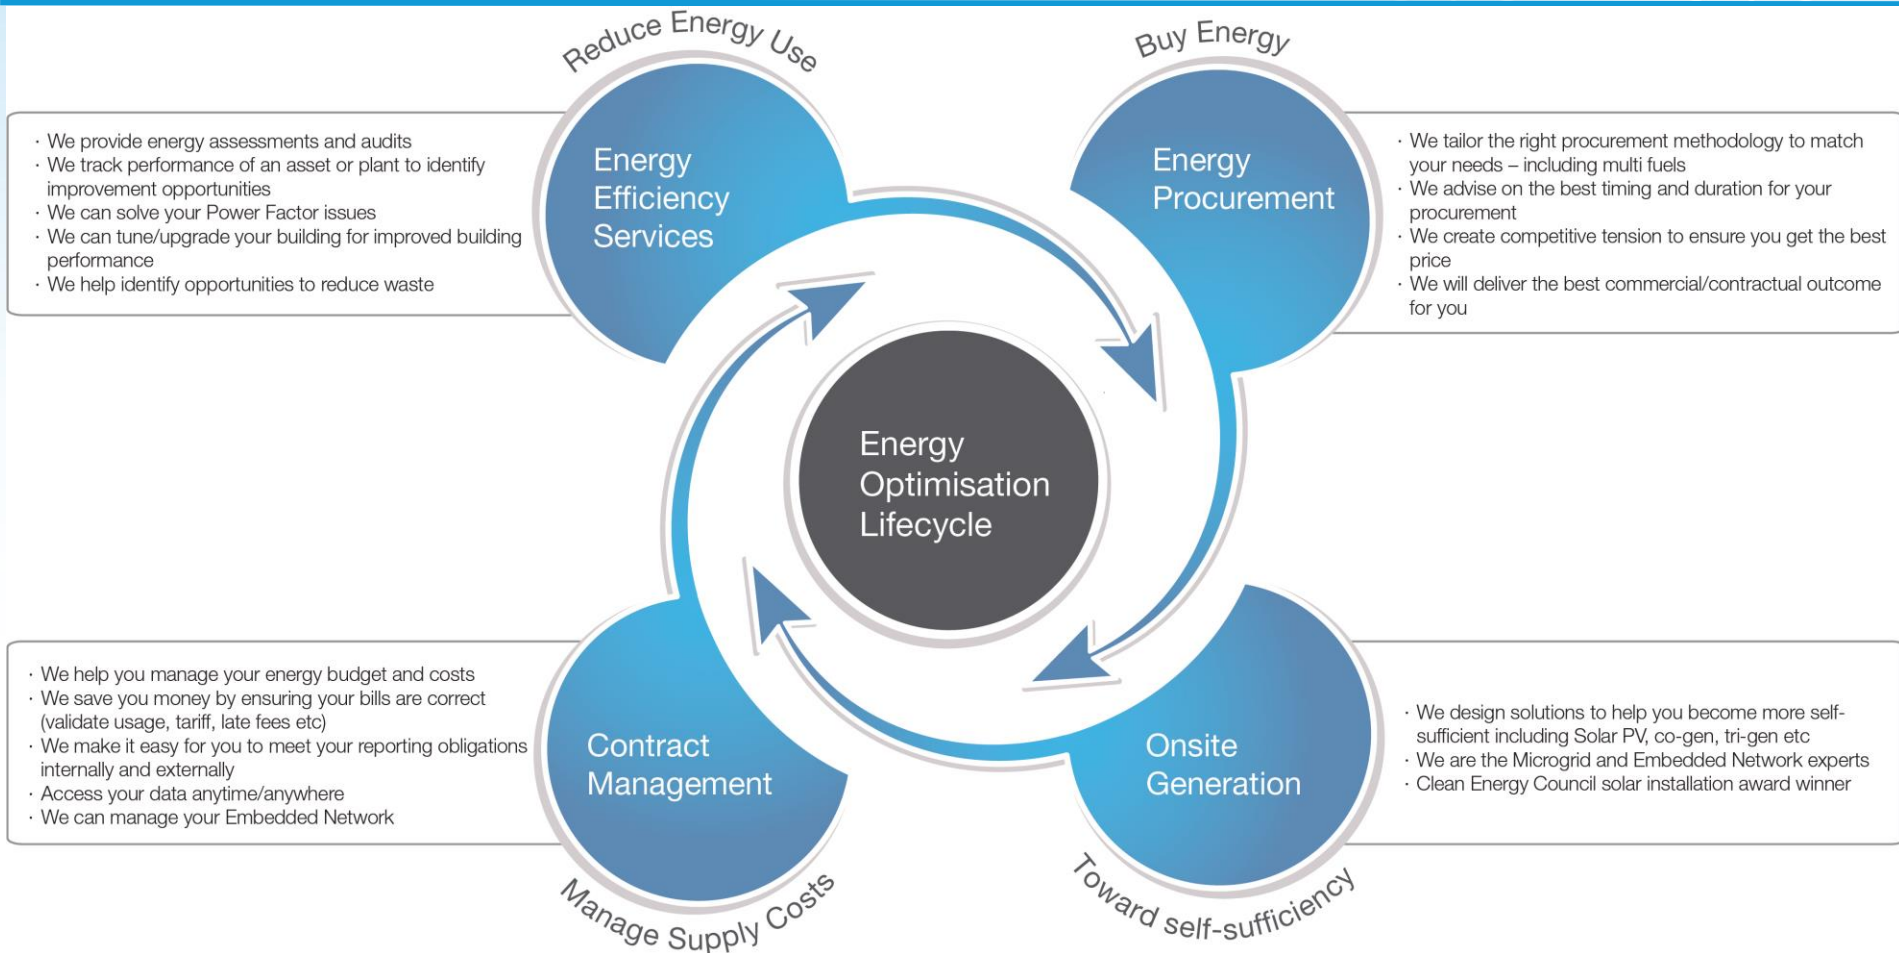 Reduce Energy Use
Energy
Efficiency
Services
· We provide energy assessments and audits
· We track performance of an asset or plant to identify
improvement opportunities
· We can solve your Power Factor issues
· We can tune/upgrade your building for improved building
performance
· We help identify opportunities to reduce waste
Buy Energy
Energy
Procurement
· We tailor the right procurement methodology to match
your needs – including multi fuels
· We advise on the best timing and duration for your
procurement
· We create competitive tension to ensure you get the best
price
· We will deliver the best commercial/contractual outcome
for you
Energy
Optimisation
Lifecycle
· We help you manage your energy budget and costs
· We save you money by ensuring your bills are correct
(validate usage, tariff, late fees etc)
· We make it easy for you to meet your reporting obligations
internally and externally
· Access your data anytime/anywhere
· We can manage your Embedded Network
Contract
Management
Manage Supply Costs
Onsite
Generation
· We design solutions to help you become more self-
sufficient including Solar PV, co-gen, tri-gen etc
· We are the Microgrid and Embedded Network experts
· Clean Energy Council solar installation award winner
Toward self-sufficiency